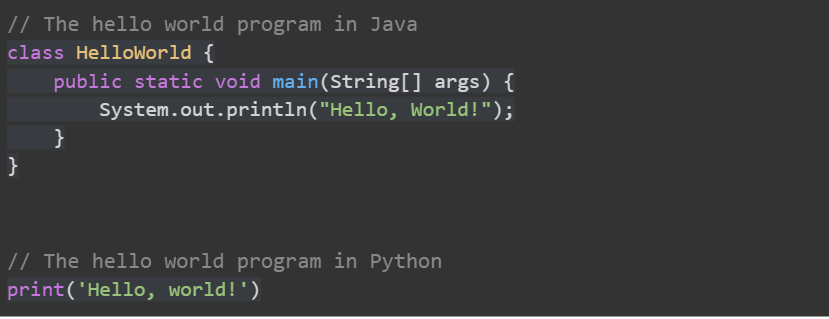 // The hello world program in Java
class HelloWorld {
    public static void main(String[] args) {
        System.out.println("Hello, World!");
    }
}
// The hello world program in Python
print('Hello, world!')